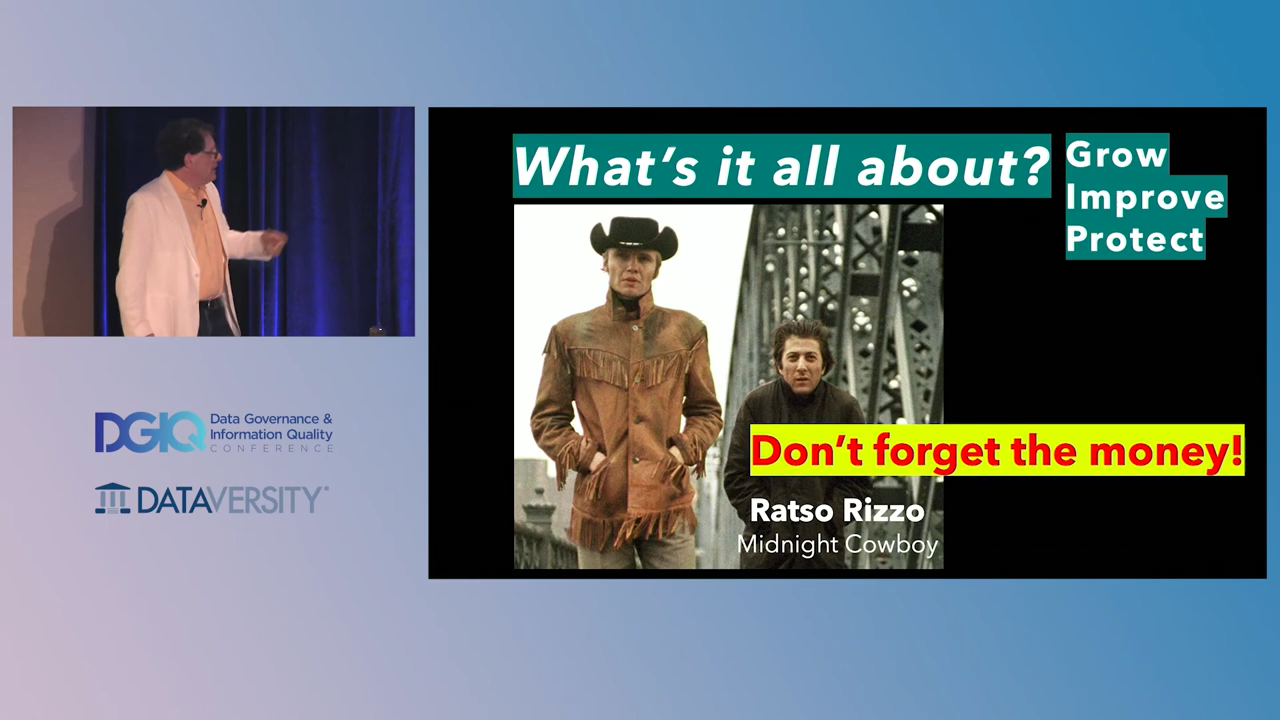 What's it all about?
Grow
Improve
Protect
Don't forget the money!
Ratso Rizzo
Midnight Cowboy
DGIQ
Data Governance &
Information Quality
CONFERENCE
DATAVERSITY